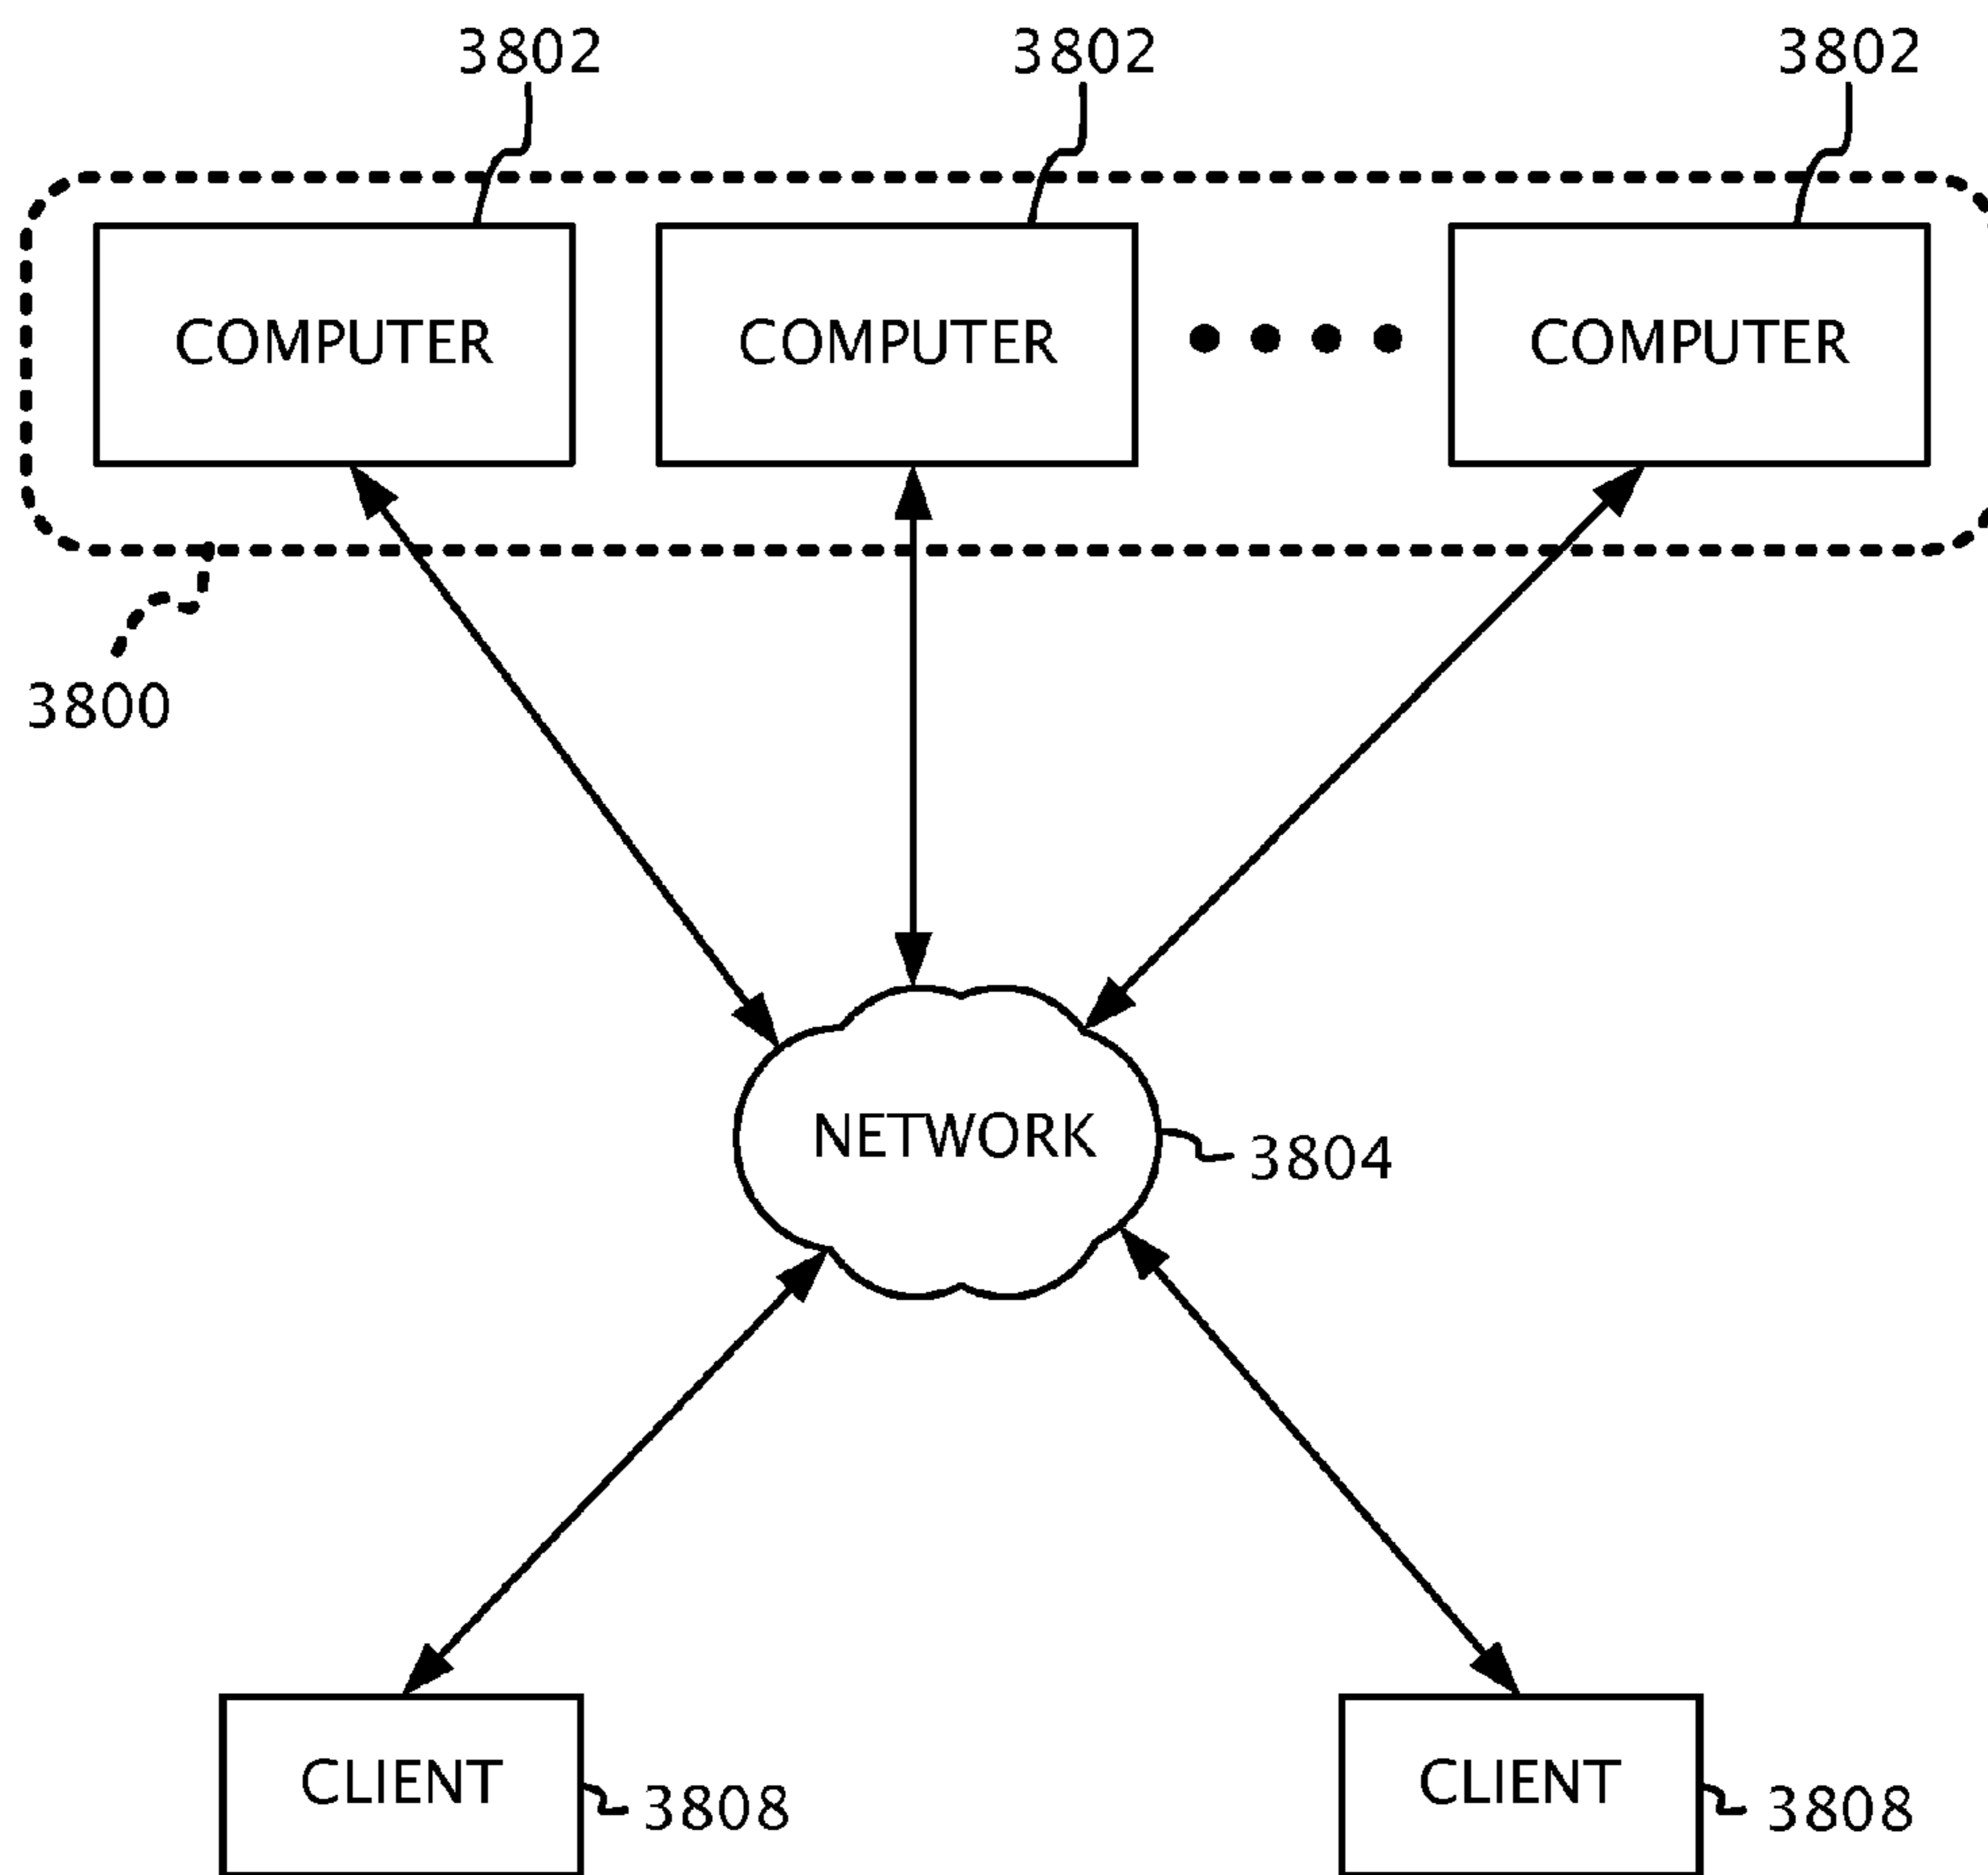 3802 3802 3802
COMPUTER COMPUTER COMPUTER
3800
NETWORK
3804
CLIENT 3808 CLIENT 3808